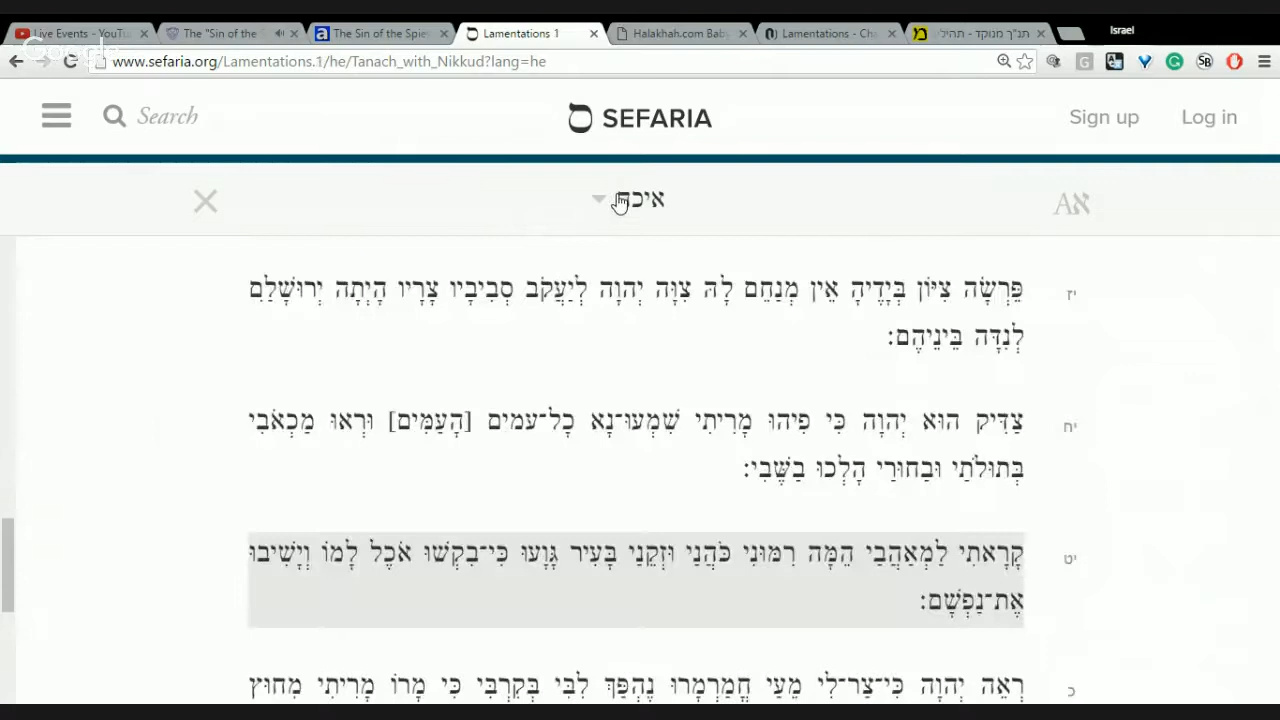 Live Events - YouTu
The "Sin of the
The Sin of the Spie
Lamentations 1
Halakhah.com Bab
Lamentations - Cha
תנ"ך מנוקד - תהיל
Israel
Google
www.sefaria.org/Lamentations.1/he/Tanach_with_Nikkud?lang=he
Search
SEFARIA
Sign up
Log in
איכה
Aא
יז
פֵּרְשָׂה צִיּוֹן בְּיָדֶיהָ אֵין מְנַחֵם לָהּ צִוָּה יְהוָה לְיַעֲקֹב סְבִיבָיו צָרָיו הָיְתָה יְרוּשָׁלִַם
לְנִדָּה בֵּינֵיהֶם׃
יח
צַדִּיק הוּא יְהוָה כִּי פִיהוּ מָרִיתִי שִׁמְעוּ־נָא כָל־עמים [הָעַמִּים] וּרְאוּ מַכְאֹבִי
בְּתוּלֹתַי וּבַחוּרַי הָלְכוּ בַשֶּׁבִי׃
יט
קָרָאתִי לַמְאַהֲבַי הֵמָּה רִמּוּנִי כֹּהֲנַי וּזְקֵנַי בָּעִיר גָּוָעוּ כִּי־בִקְשׁוּ אֹכֶל לָמוֹ וְיָשִׁיבוּ
אֶת־נַפְשָׁם׃
כ
רְאֵה יְהוָה כִּי־צַר־לִי מֵעַי חֳמַרְמָרוּ נֶהְפַּךְ לִבִּי בְּקִרְבִּי כִּי מָרוֹ מָרִיתִי מִחוּץ